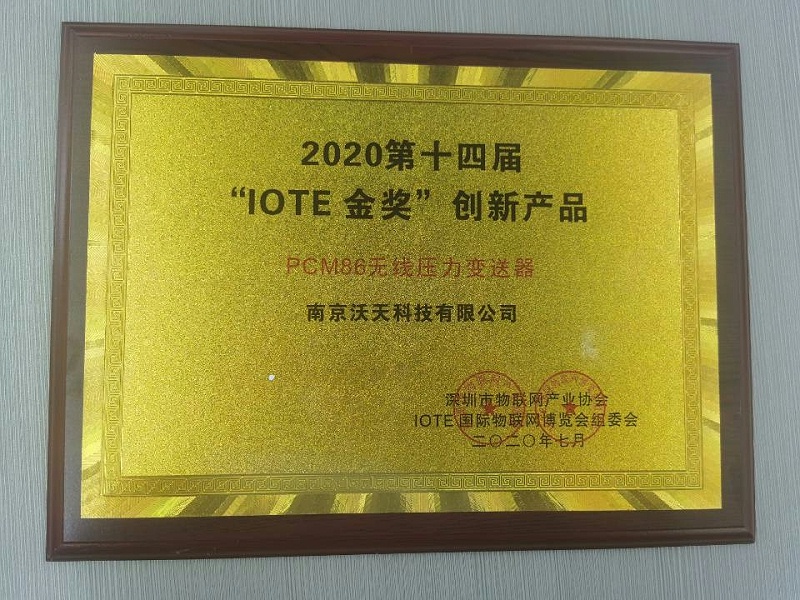 2020第十四届
“IOTE 金奖”创新产品
PCM86无线压力变送器
南京沃天科技有限公司
深圳市物联网产业协会
IOTE 国际物联网博览会组委会
二〇二〇年七月